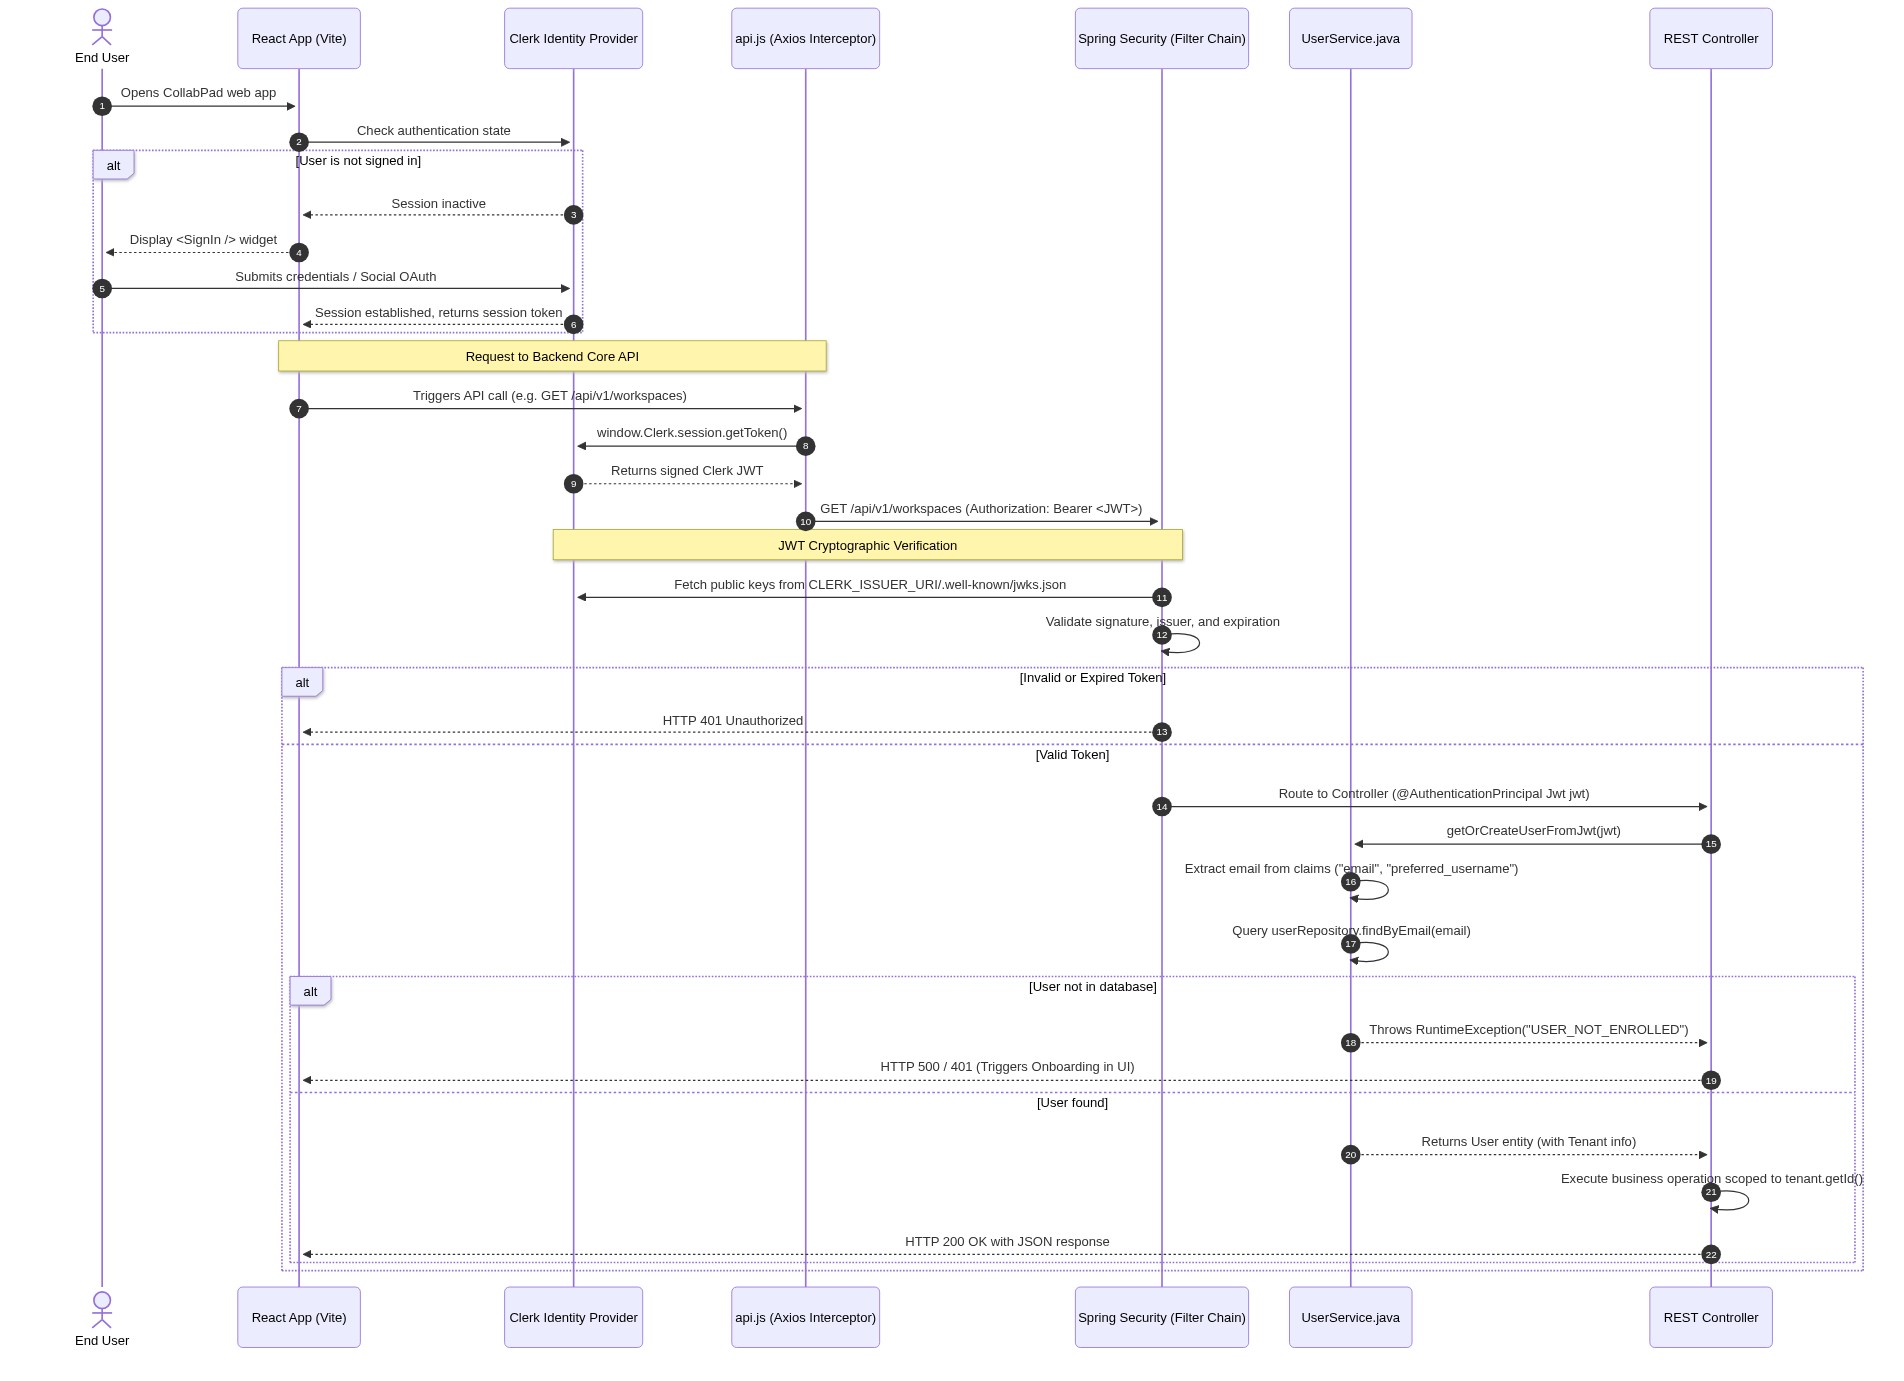 End User
React App (Vite)
Clerk Identity Provider
api.js (Axios Interceptor)
Spring Security (Filter Chain)
UserService.java
REST Controller
Opens CollabPad web app
1
Check authentication state
2
alt
[User is not signed in]
Session inactive
3
Display <SignIn /> widget
4
Submits credentials / Social OAuth
5
Session established, returns session token
6
Request to Backend Core API
Triggers API call (e.g. GET /api/v1/workspaces)
7
window.Clerk.session.getToken()
8
Returns signed Clerk JWT
9
GET /api/v1/workspaces (Authorization: Bearer <JWT>)
10
JWT Cryptographic Verification
Fetch public keys from CLERK_ISSUER_URI/.well-known/jwks.json
11
Validate signature, issuer, and expiration
12
alt
[Invalid or Expired Token]
HTTP 401 Unauthorized
13
[Valid Token]
Route to Controller (@AuthenticationPrincipal Jwt jwt)
14
getOrCreateUserFromJwt(jwt)
15
Extract email from claims ("email", "preferred_username")
16
Query userRepository.findByEmail(email)
17
alt
[User not in database]
Throws RuntimeException("USER_NOT_ENROLLED")
18
HTTP 500 / 401 (Triggers Onboarding in UI)
19
[User found]
Returns User entity (with Tenant info)
20
Execute business operation scoped to tenant.getId()
21
HTTP 200 OK with JSON response
22
End User
React App (Vite)
Clerk Identity Provider
api.js (Axios Interceptor)
Spring Security (Filter Chain)
UserService.java
REST Controller